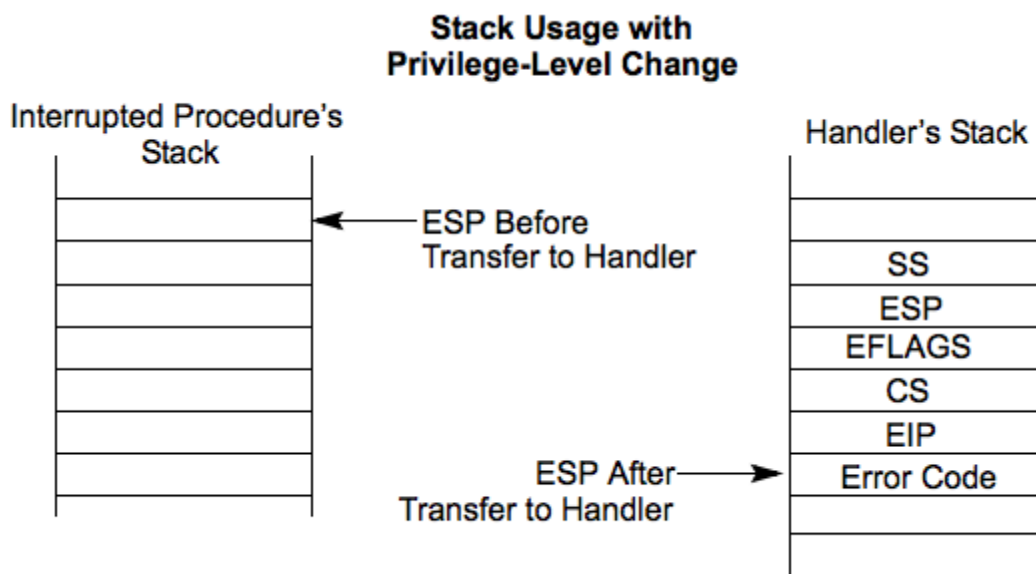 Stack Usage with
Privilege-Level Change
Interrupted Procedure's
Stack
Handler's Stack
ESP Before
Transfer to Handler
SS
ESP
EFLAGS
CS
EIP
Error Code
ESP After
Transfer to Handler